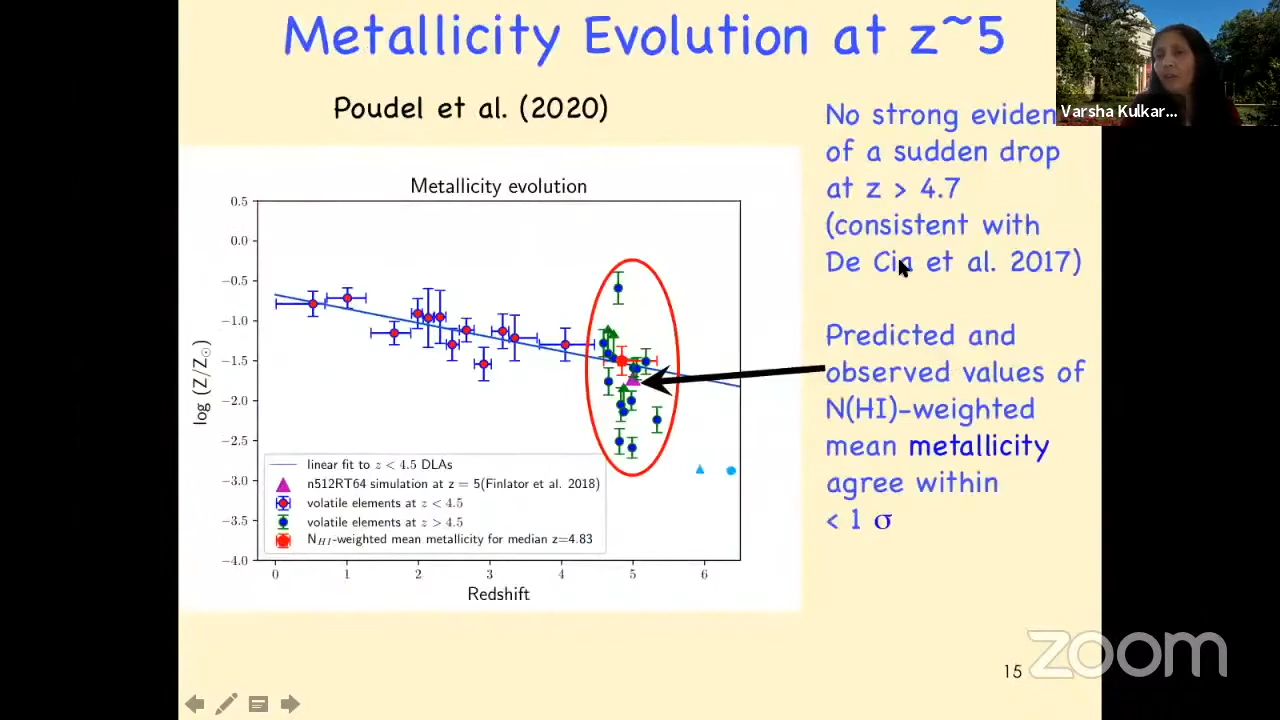 Metallicity Evolution at z~5
Varsha Kulkar...
Poudel et al. (2020)
No strong eviden
of a sudden drop
at z > 4.7
(consistent with
De Cia et al. 2017)
Predicted and
observed values of
N(HI)-weighted
mean metallicity
agree within
< 1 σ
Metallicity evolution
log (Z/Z⊙)
0.5
0.0
−0.5
−1.0
−1.5
−2.0
−2.5
−3.0
−3.5
−4.0
linear fit to z < 4.5 DLAs
n512RT64 simulation at z = 5(Finlator et al. 2018)
volatile elements at z < 4.5
volatile elements at z > 4.5
N_HI-weighted mean metallicity for median z=4.83
0 1 2 3 4 5 6
Redshift
zoom
15